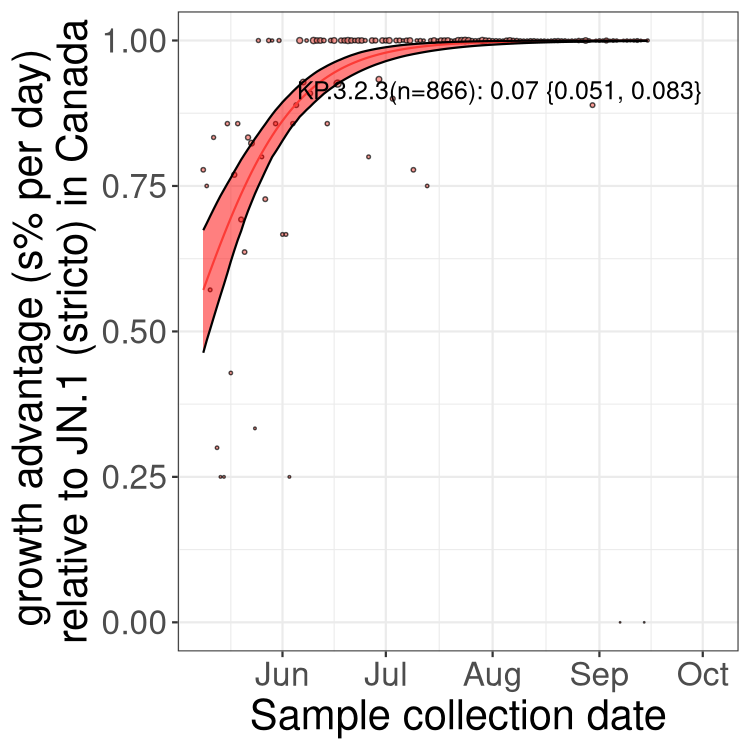 growth advantage (s% per day)
relative to JN.1 (stricto) in Canada
1.00
0.75
0.50
0.25
0.00
KP.3.2.3(n=866): 0.07 {0.051, 0.083}
Jun Jul Aug Sep Oct
Sample collection date